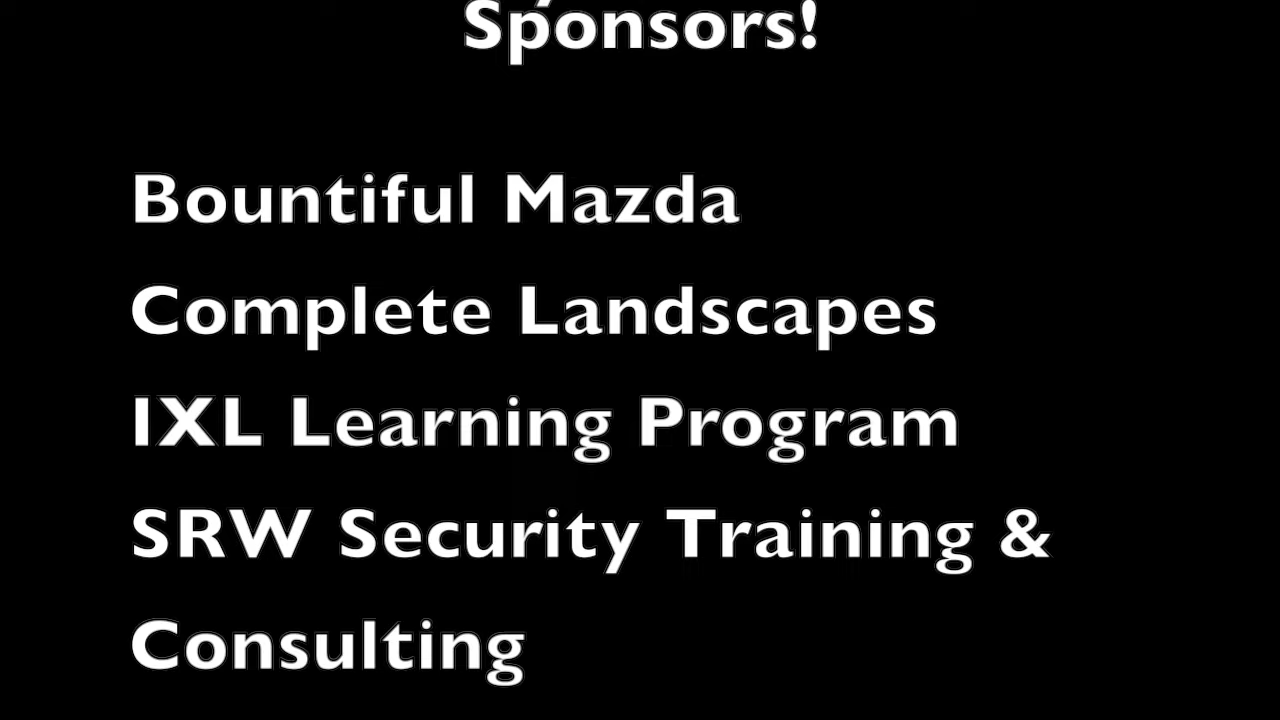 Sponsors!
Bountiful Mazda
Complete Landscapes
IXL Learning Program
SRW Security Training &
Consulting